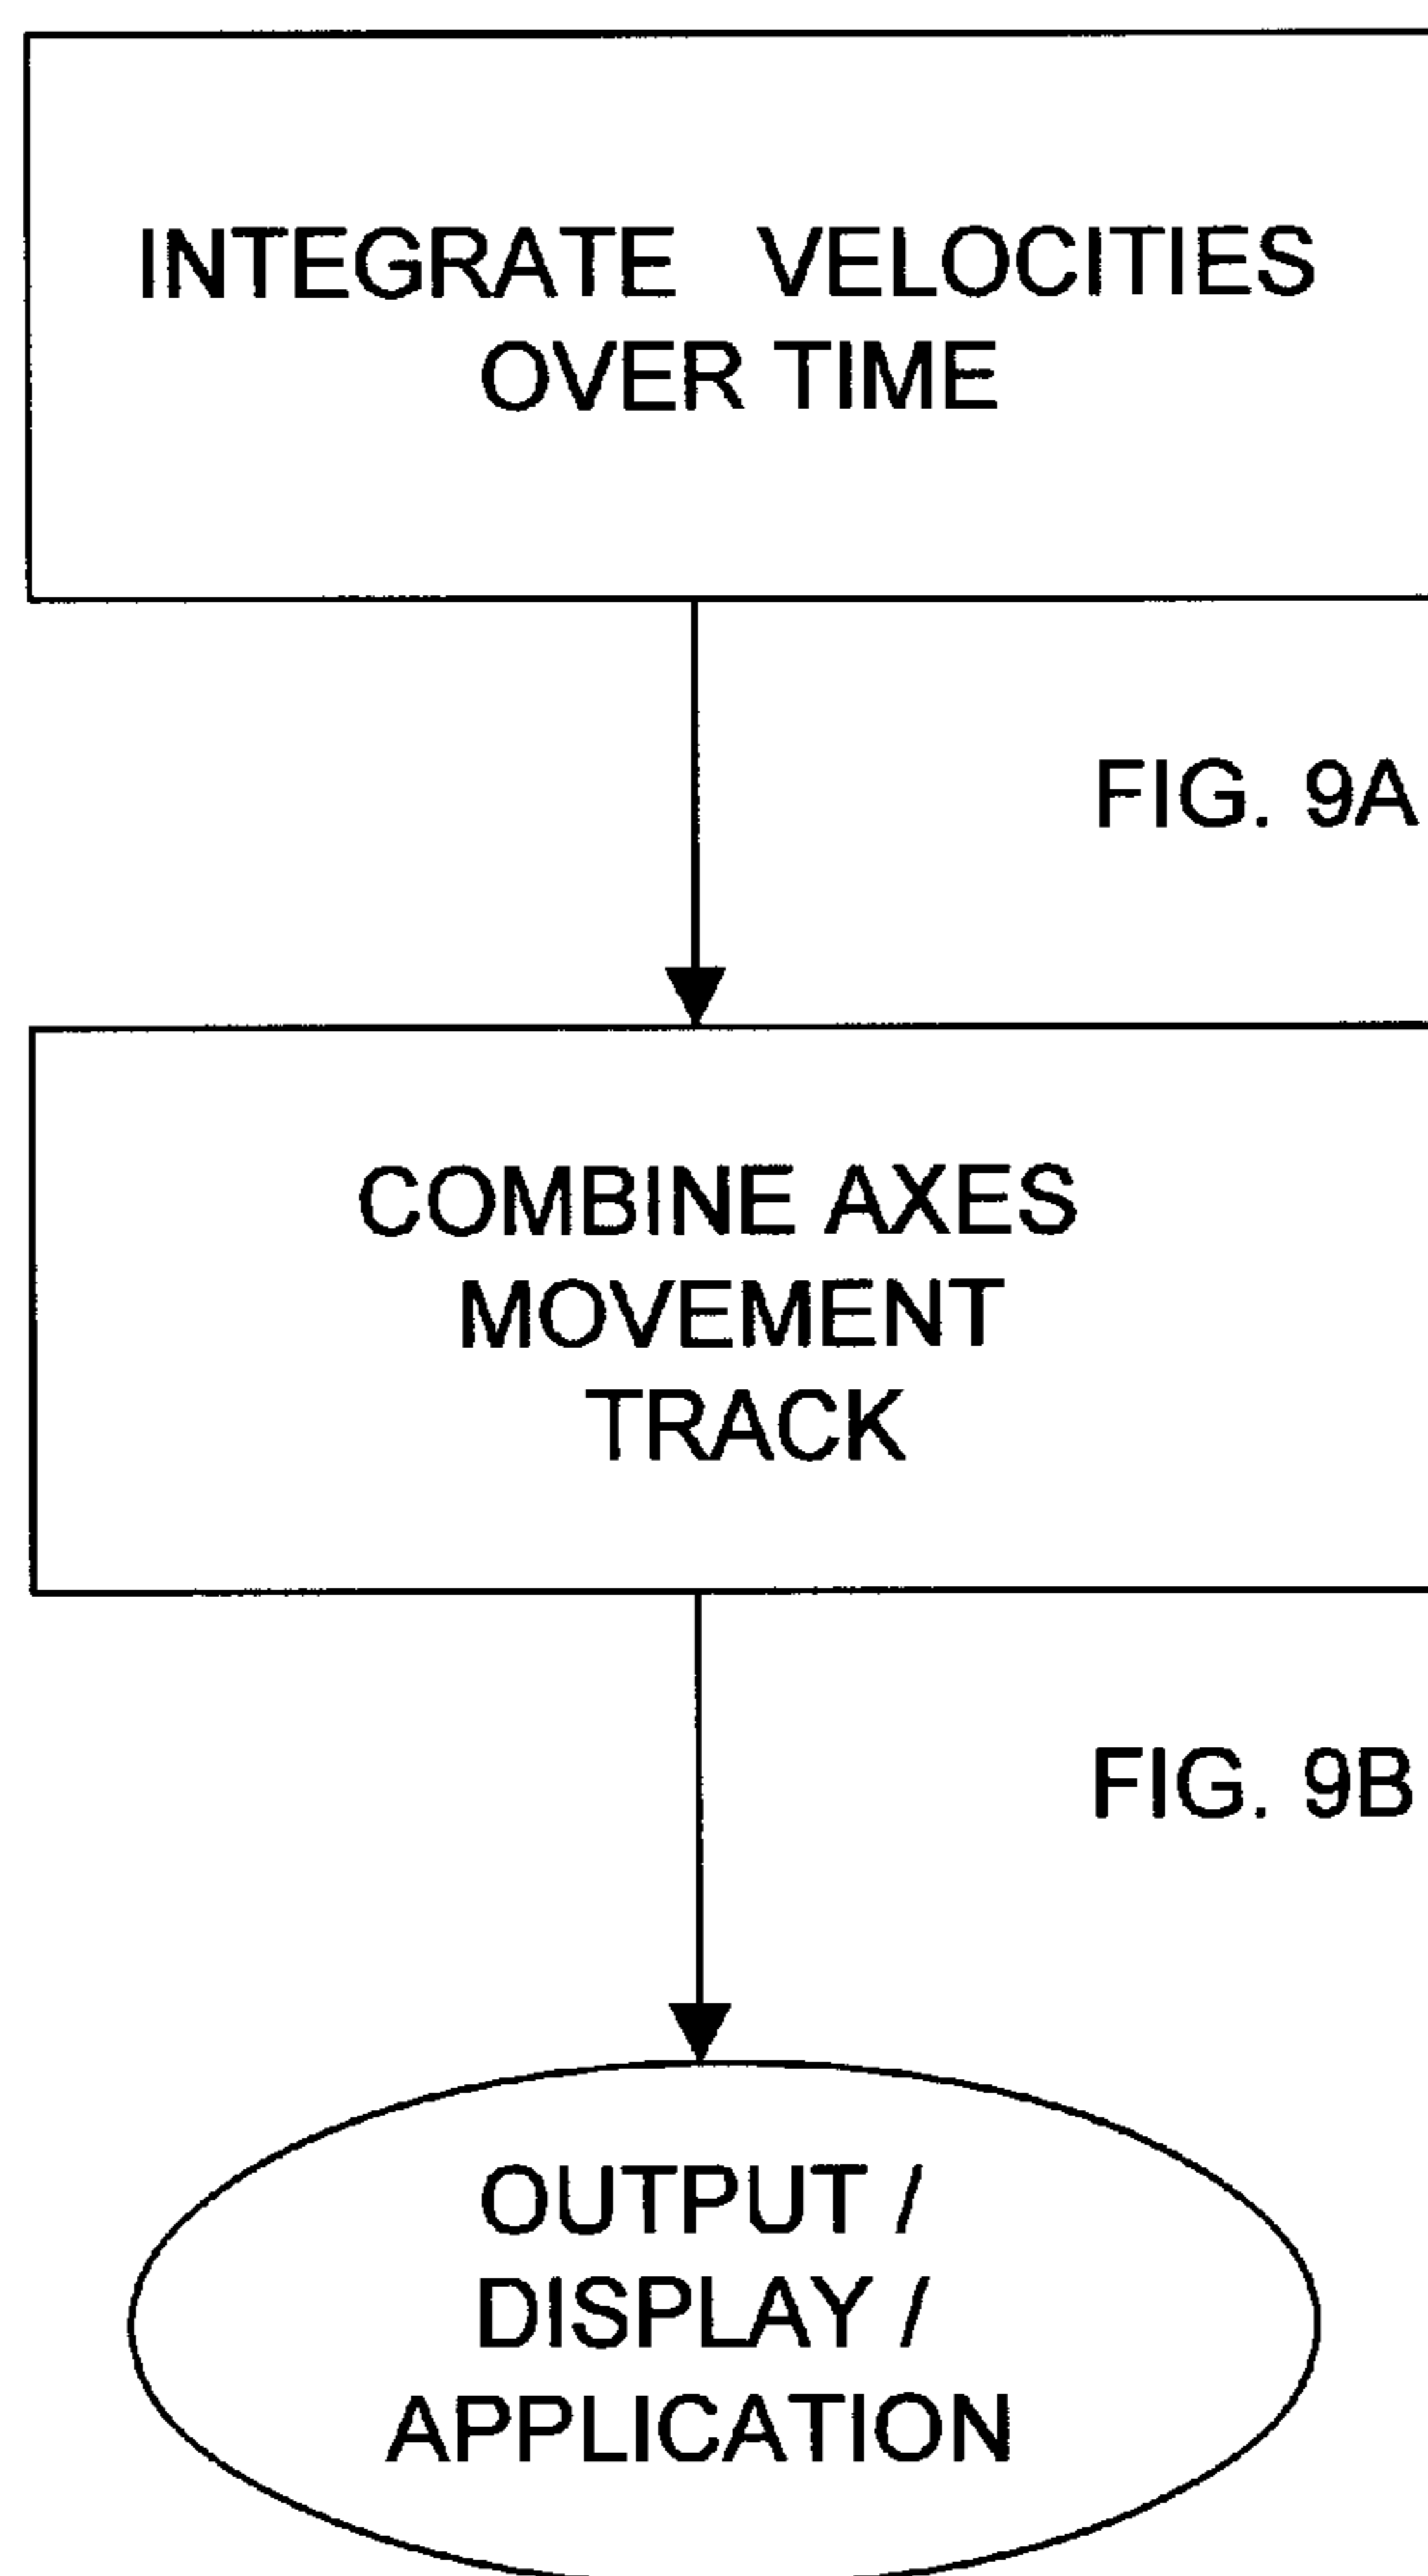 INTEGRATE VELOCITIES
OVER TIME
FIG. 9A
COMBINE AXES
MOVEMENT
TRACK
FIG. 9B
OUTPUT /
DISPLAY /
APPLICATION